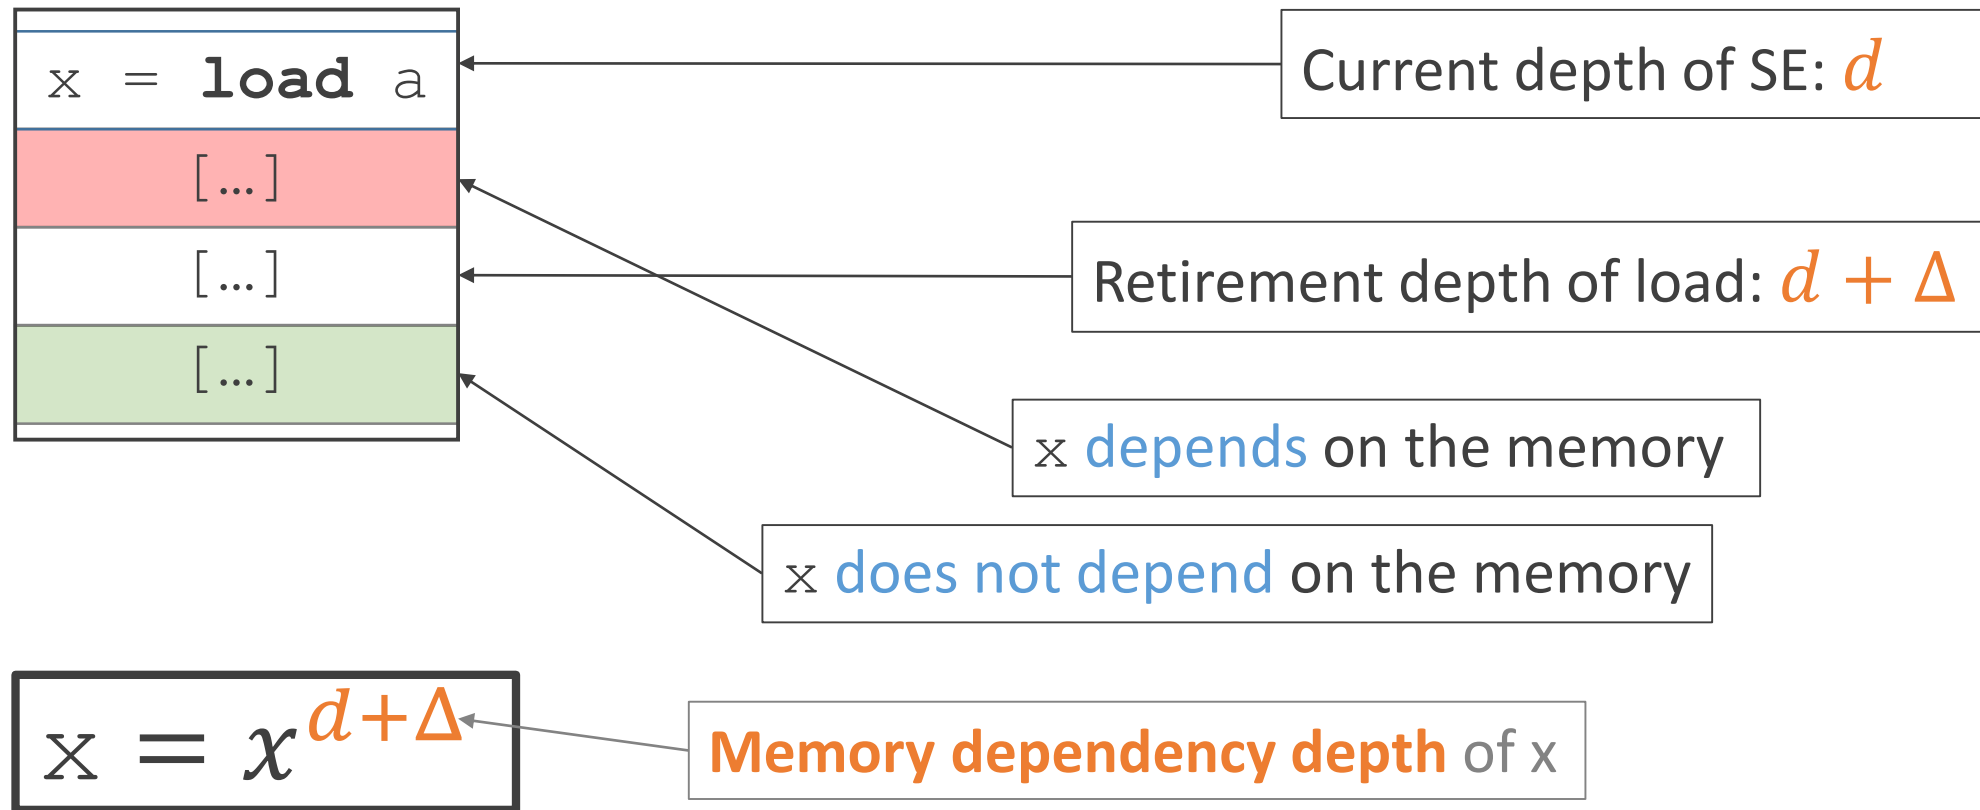 x = load a
Current depth of SE: d
[…]
[…]
Retirement depth of load: d + Δ
[…]
x depends on the memory
x does not depend on the memory
x = x^{d+Δ}
Memory dependency depth of x